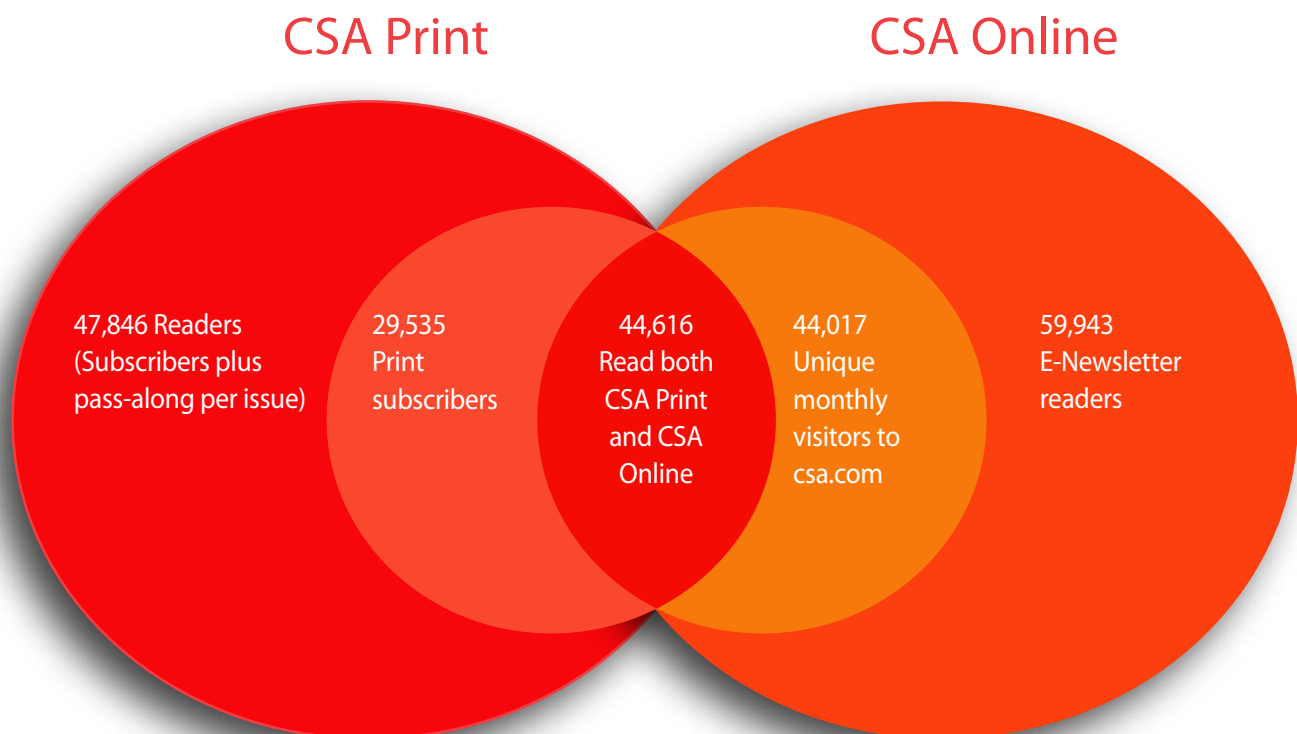 CSA Print
CSA Online
47,846 Readers
(Subscribers plus
pass-along per issue)
29,535
Print
subscribers
44,616
Read both
CSA Print
and CSA
Online
44,017
Unique
monthly
visitors to
csa.com
59,943
E-Newsletter
readers